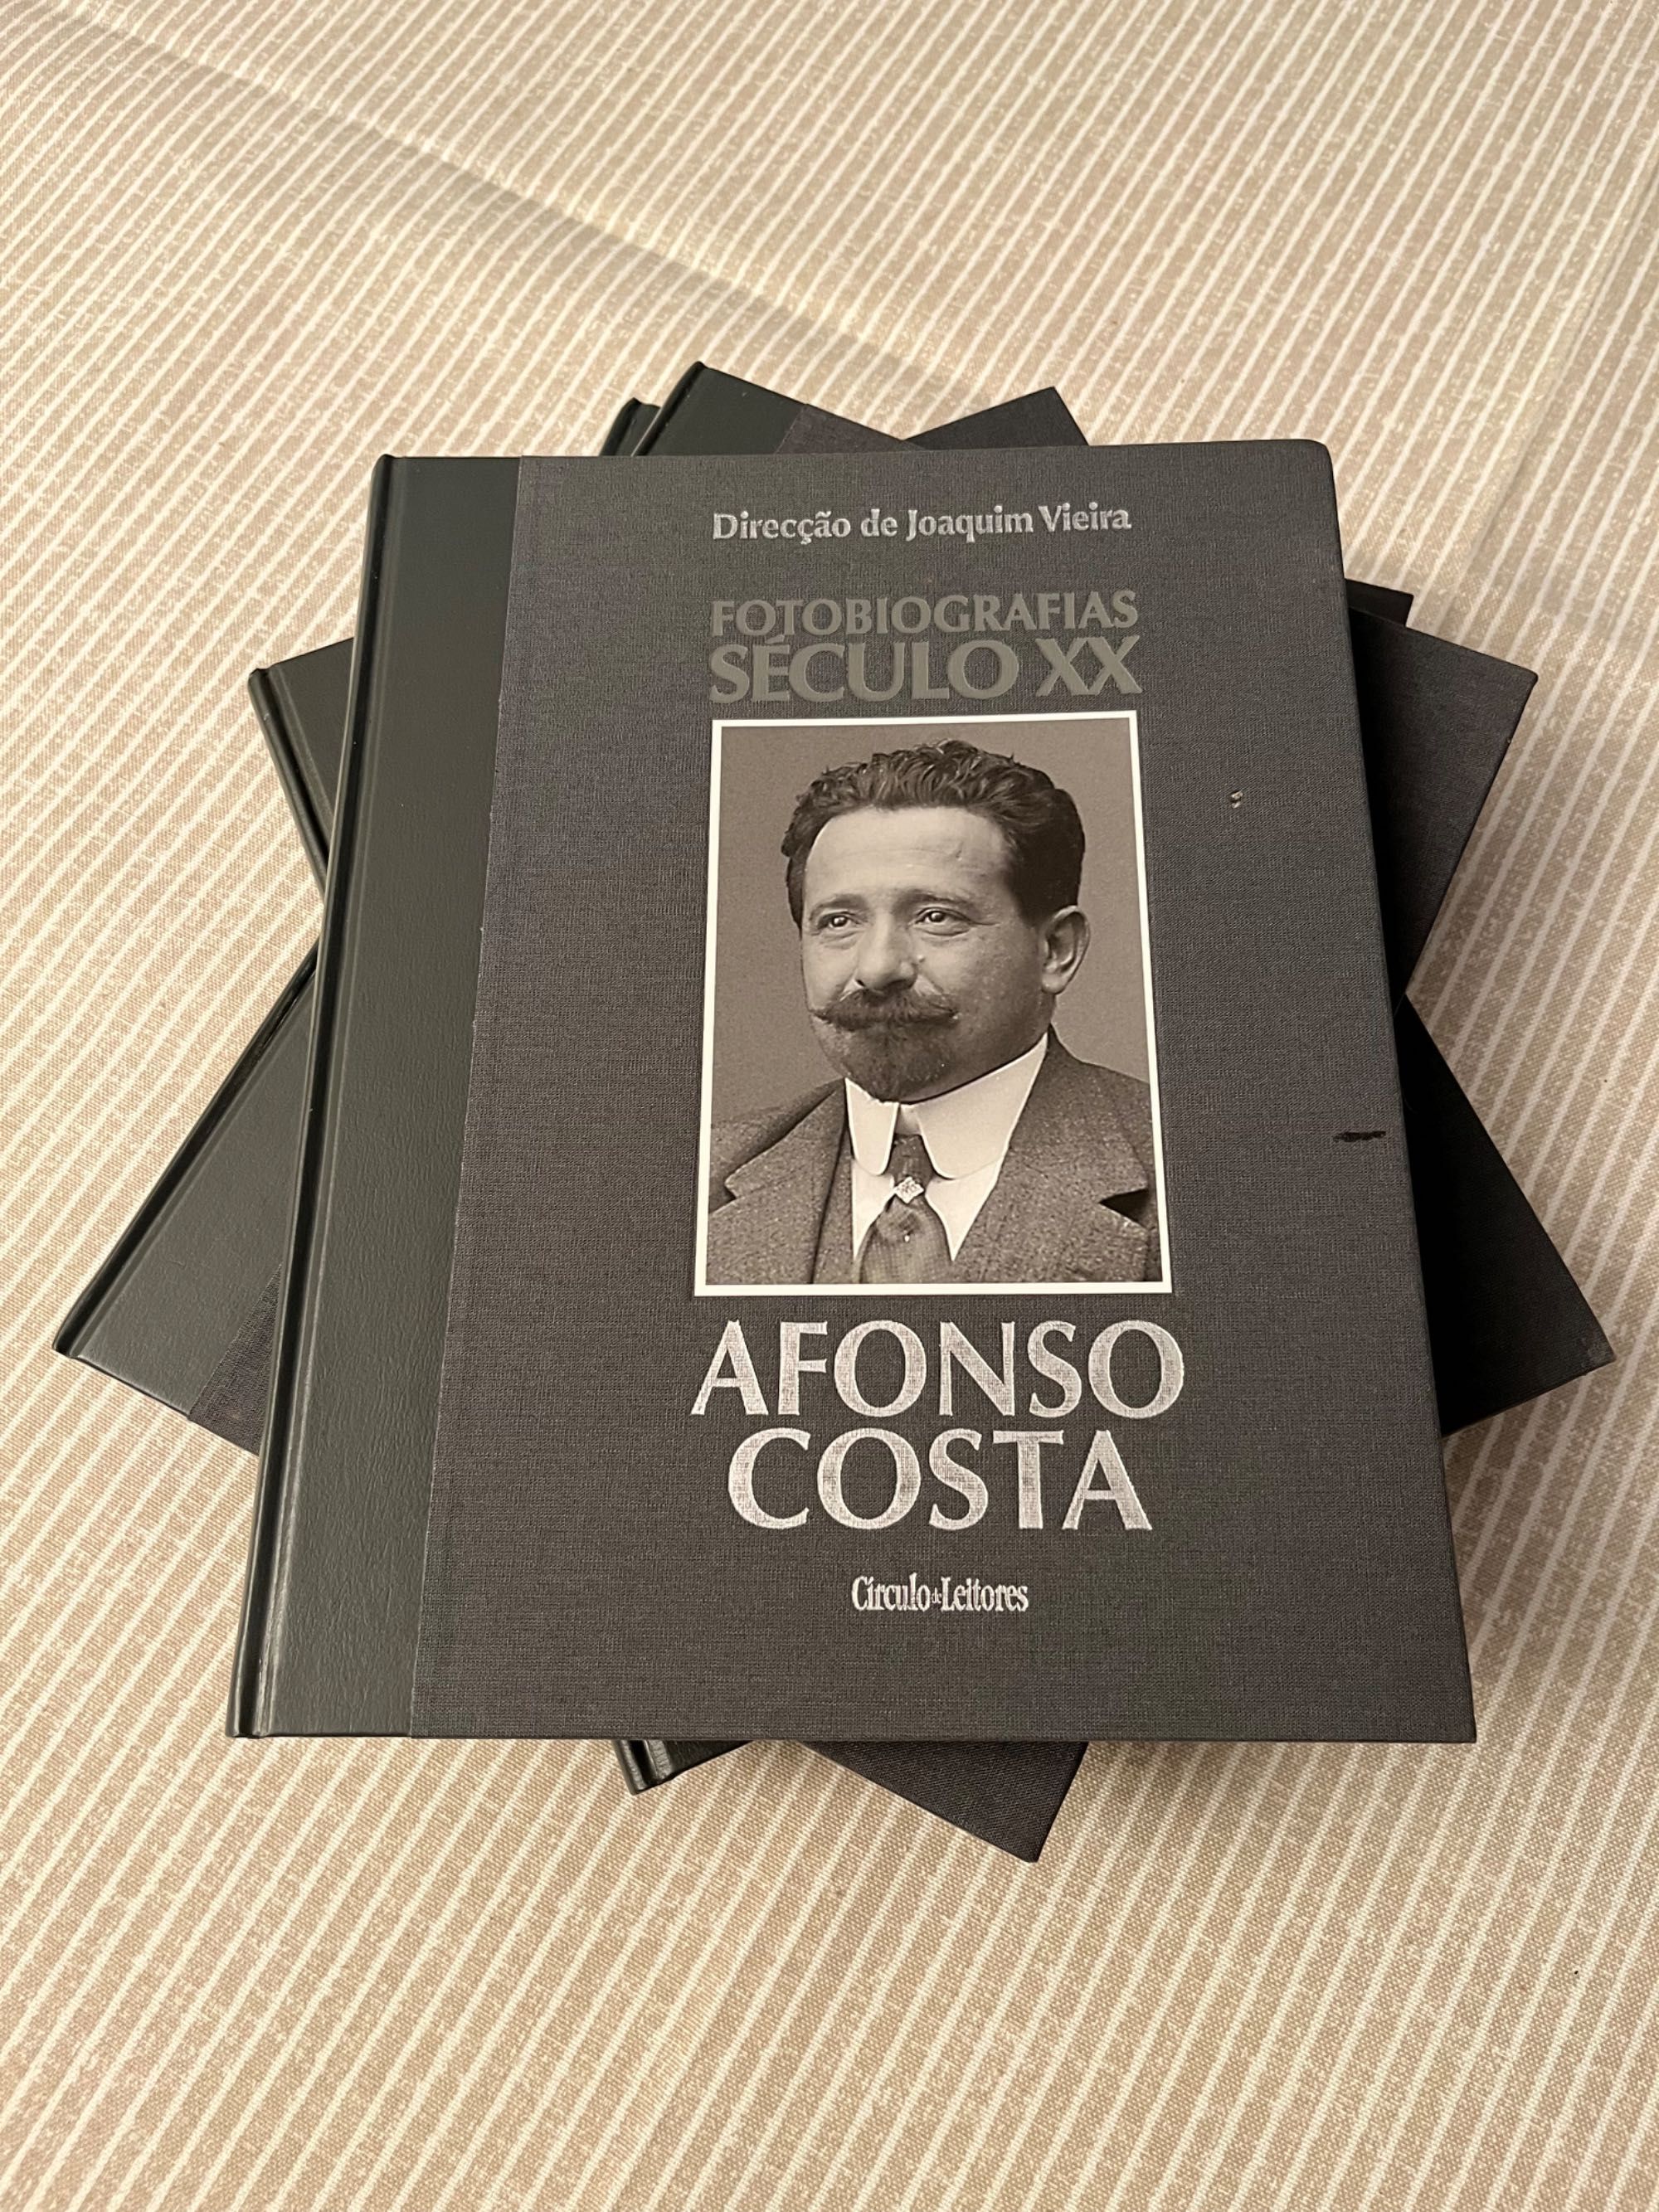 Direcção de Joaquim Vieira
FOTOBIOGRAFIAS
SÉCULO XX
AFONSO
COSTA
Círculo de Leitores